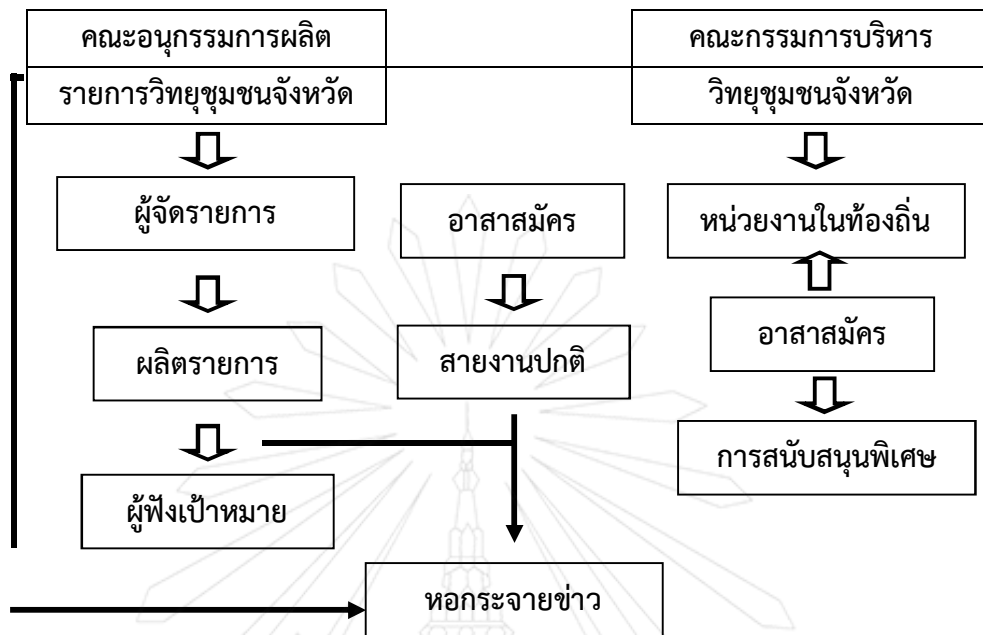 คณะอนุกรรมการผลิต
รายการวิทยุชุมชนจังหวัด
คณะกรรมการบริหาร
วิทยุชุมชนจังหวัด
ผู้จัดรายการ
อาสาสมัคร
หน่วยงานในท้องถิ่น
ผลิตรายการ
สายงานปกติ
อาสาสมัคร
ผู้ฟังเป้าหมาย
การสนับสนุนพิเศษ
หอกระจายข่าว